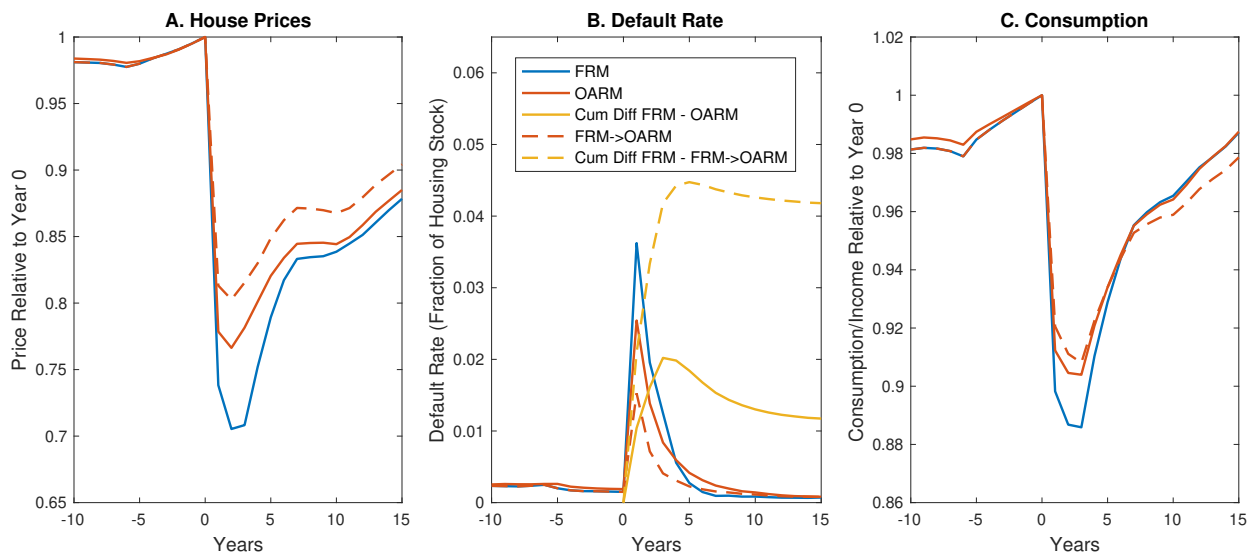 A. House Prices
Price Relative to Year 0
1
0.95
0.9
0.85
0.8
0.75
0.7
0.65
-10 -5 0 5 10 15
Years
B. Default Rate
Default Rate (Fraction of Housing Stock)
0.06
0.05
0.04
0.03
0.02
0.01
0
FRM
OARM
Cum Diff FRM - OARM
FRM->OARM
Cum Diff FRM - FRM->OARM
-10 -5 0 5 10 15
Years
C. Consumption
Consumption/Income Relative to Year 0
1.02
1
0.98
0.96
0.94
0.92
0.9
0.88
0.86
-10 -5 0 5 10 15
Years